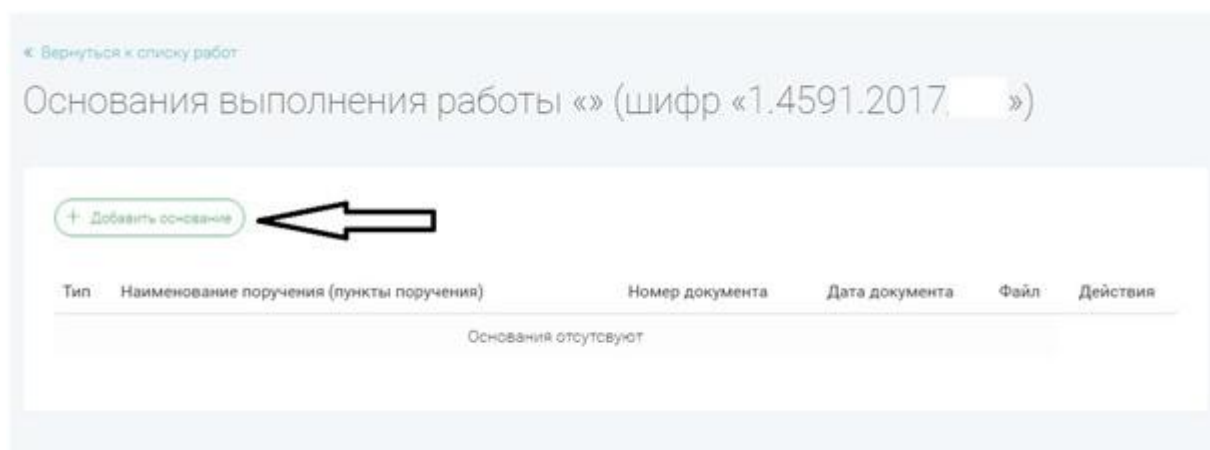 « Вернуться к списку работ
Основания выполнения работы «» (шифр «1.4591.2017. »)
+ Добавить основание
Тип Наименование поручения (пункты поручения) Номер документа Дата документа Файл Действия
Основания отсутсвуют